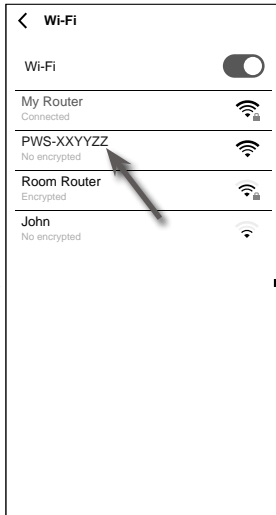 Wi-Fi
Wi-Fi
My Router
Connected
PWS-XXYYZZ
No encrypted
Room Router
Encrypted
John
No encrypted